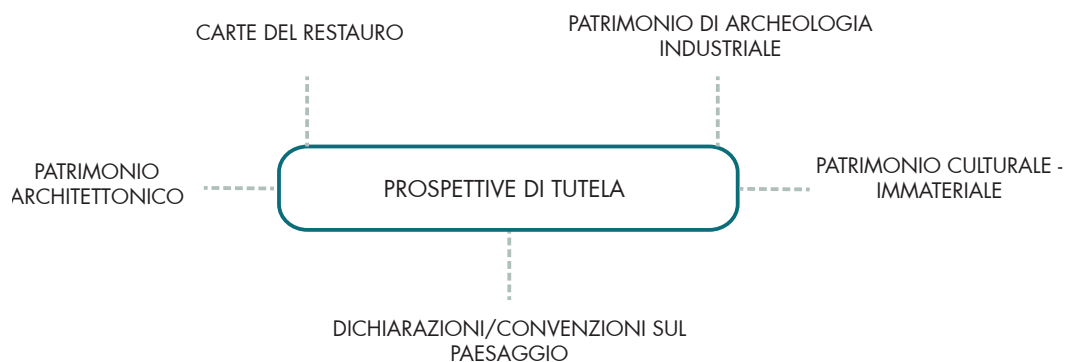 CARTE DEL RESTAURO
PATRIMONIO DI ARCHEOLOGIA
INDUSTRIALE
PATRIMONIO
ARCHITETTONICO
PROSPETTIVE DI TUTELA
PATRIMONIO CULTURALE -
IMMATERIALE
DICHIARAZIONI/CONVENZIONI SUL
PAESAGGIO